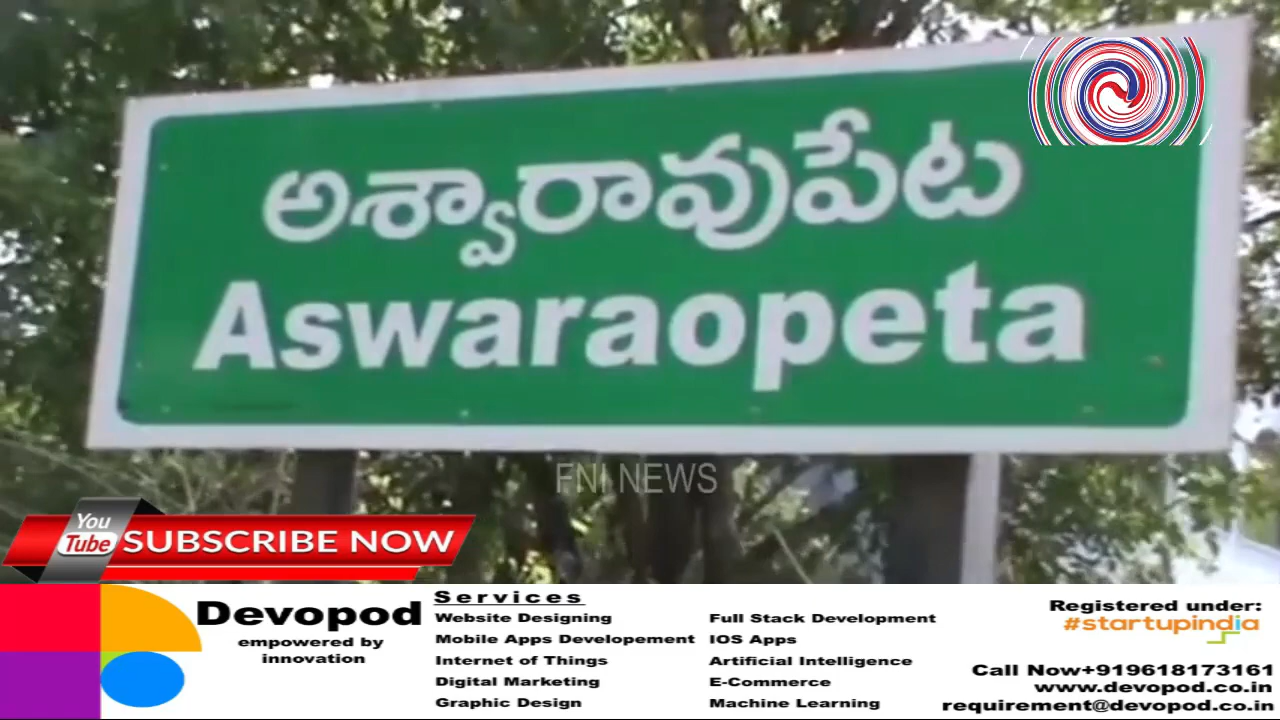 అశ్వారావుపేట
Aswaraopeta
FNI NEWS
You
Tube
SUBSCRIBE NOW
Devopod
empowered by
innovation
Services
Website Designing
Mobile Apps Developement
Internet of Things
Digital Marketing
Graphic Design
Full Stack Development
IOS Apps
Artificial Intelligence
E-Commerce
Machine Learning
Registered under:
#startupindia
Call Now+919618173161
www.devopod.co.in
requirement@devopod.co.in